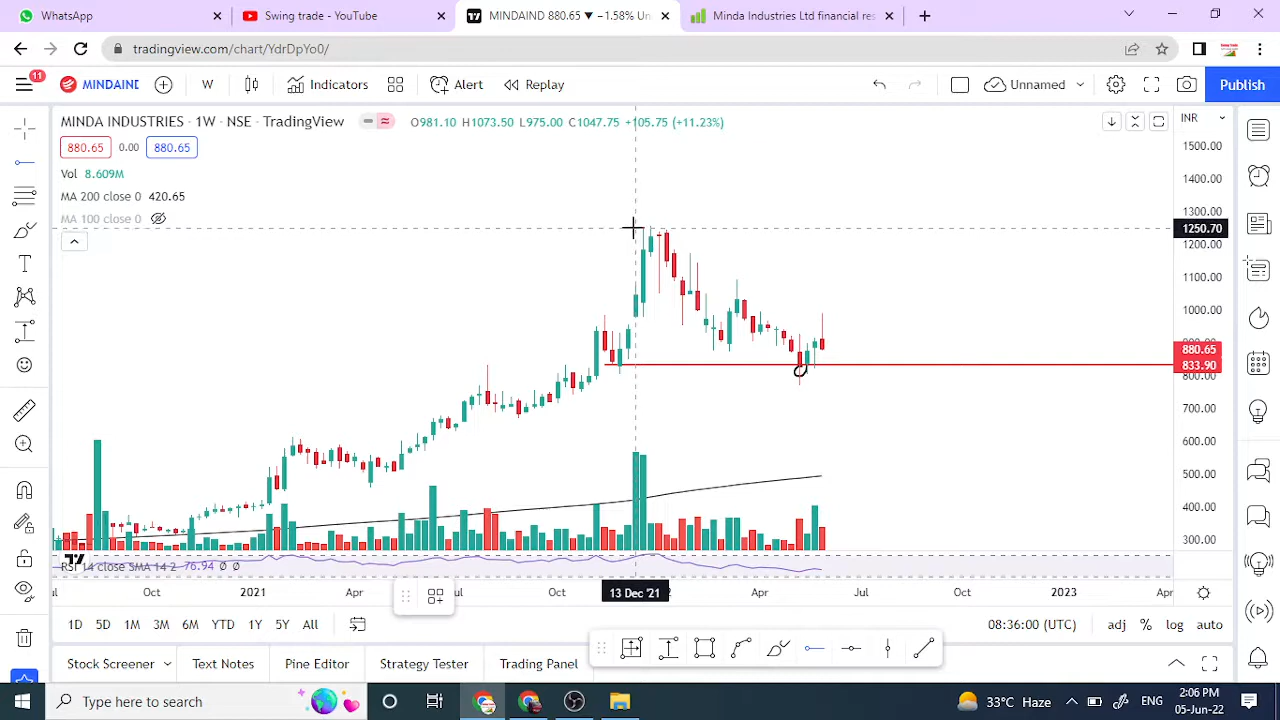 WhatsApp
Swing trade - YouTube
MINDAIND 880.65 ▼ −1.58% Un
Minda Industries Ltd financial res
tradingview.com/chart/YdrDpYo0/
11
MINDAIND
W
Indicators
Alert
Replay
Unnamed
Publish
MINDA INDUSTRIES · 1W · NSE · TradingView
O981.10 H1073.50 L975.00 C1047.75 +105.75 (+11.23%)
INR
880.65 0.00 880.65
Vol 8.609M
MA 200 close 0 420.65
MA 100 close 0
1500.00
1400.00
1300.00
1250.70
1200.00
1100.00
1000.00
880.65
833.90
800.00
700.00
600.00
500.00
400.00
300.00
RSI 14 close SMA 14 2 76.94 Ø Ø
Oct 2021 Apr Oct 13 Dec '21 Apr Jul Oct 2023 Apr
1D 5D 1M 3M 6M YTD 1Y 5Y All
08:36:00 (UTC) adj % log auto
Stock Screener Text Notes Pine Editor Strategy Tester Trading Panel
Type here to search
33°C Haze
ENG
2:06 PM
05-Jun-22